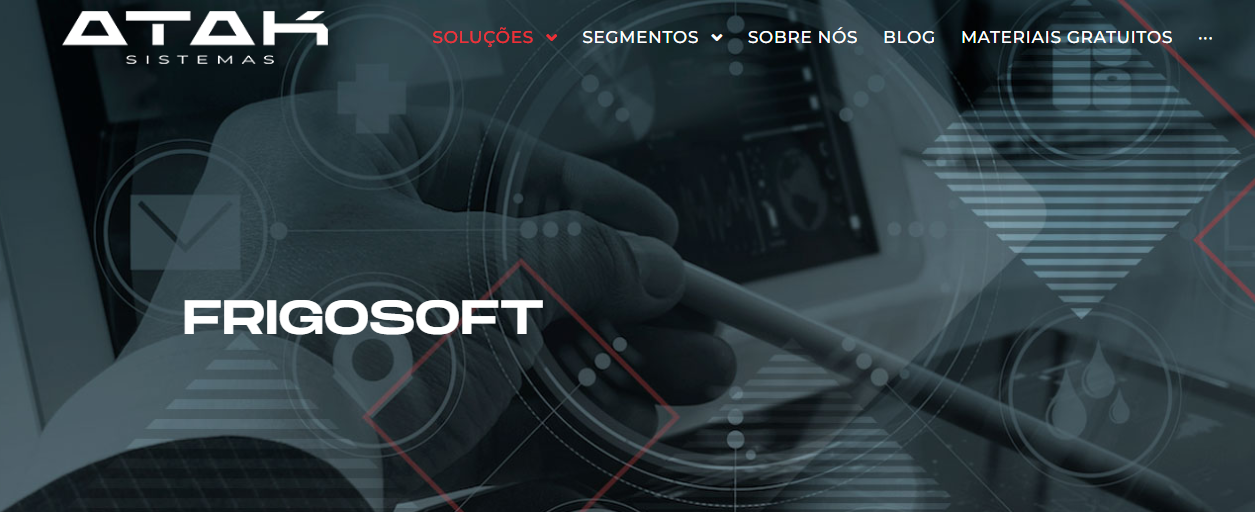 ATAK
SISTEMAS
SOLUÇÕES
SEGMENTOS
SOBRE NÓS
BLOG
MATERIAIS GRATUITOS
...
FRIGOSOFT